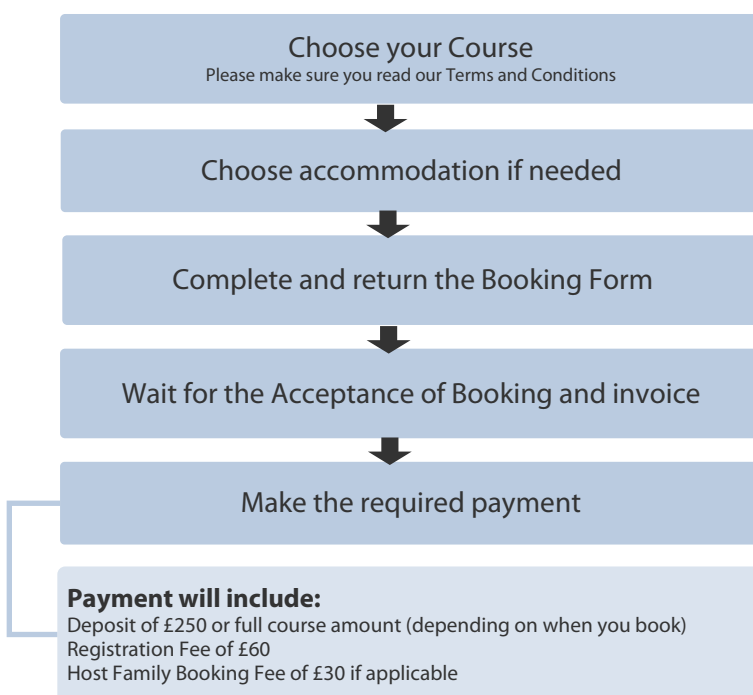 Choose your Course
Please make sure you read our Terms and Conditions
Choose accommodation if needed
Complete and return the Booking Form
Wait for the Acceptance of Booking and invoice
Make the required payment
Payment will include:
Deposit of £250 or full course amount (depending on when you book)
Registration Fee of £60
Host Family Booking Fee of £30 if applicable